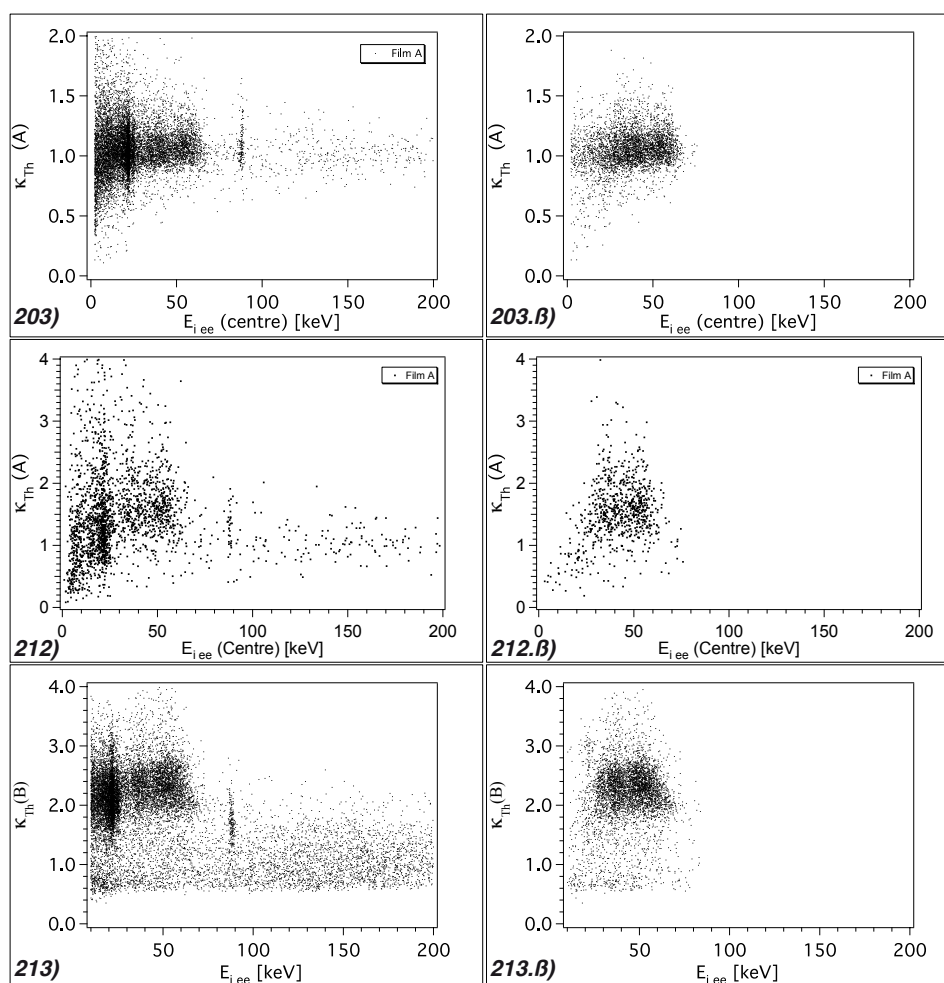 2.0
1.5
1.0
0.5
0.0
κTh (A)
Film A
0 50 100 150 200
Ei ee (centre) [keV]
203)
2.0
1.5
1.0
0.5
0.0
κTh (A)
0 50 100 150 200
Ei ee (centre) [keV]
203.ß)
4
3
2
1
0
κTh (A)
Film A
0 50 100 150 200
Ei ee (Centre) [keV]
212)
4
3
2
1
0
κTh (A)
Film A
0 50 100 150 200
Ei ee (Centre) [keV]
212.ß)
4.0
3.0
2.0
1.0
0.0
κTh(B)
50 100 150 200
Ei ee [keV]
213)
4.0
3.0
2.0
1.0
0.0
κTh(B)
50 100 150 200
Ei ee [keV]
213.ß)